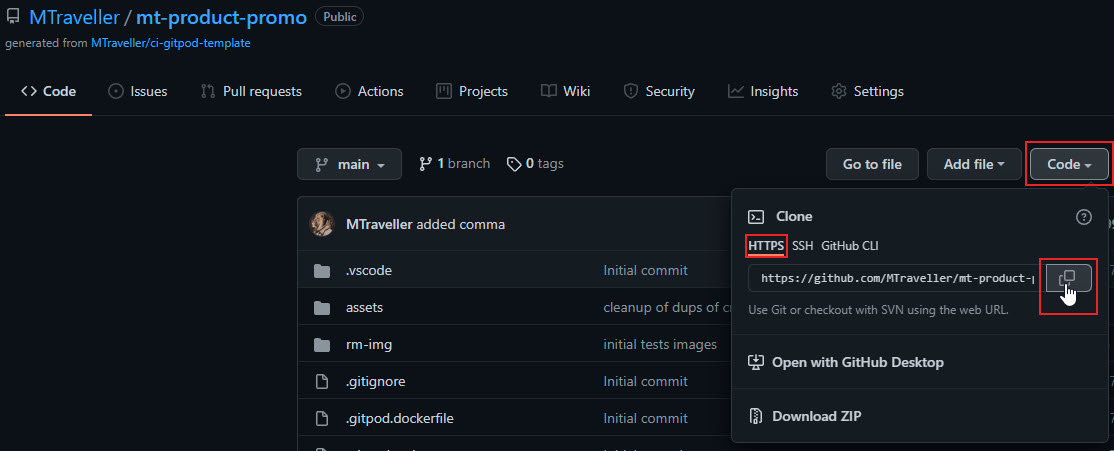 MTraveller / mt-product-promo Public
generated from MTraveller/ci-gitpod-template
Code Issues Pull requests Actions Projects Wiki Security Insights Settings
main 1 branch 0 tags Go to file Add file Code
MTraveller added comma
.vscode Initial commit
assets cleanup of dups of
rm-img initial tests images
.gitignore Initial commit
.gitpod.dockerfile Initial commit
Clone
HTTPS SSH GitHub CLI
https://github.com/MTraveller/mt-product-
Use Git or checkout with SVN using the web URL.
Open with GitHub Desktop
Download ZIP